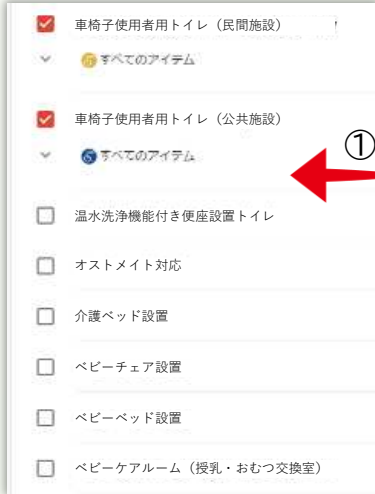 車椅子使用者用トイレ（民間施設）
すべてのアイテム
車椅子使用者用トイレ（公共施設）
①
すべてのアイテム
温水洗浄機能付き便座設置トイレ
オストメイト対応
介護ベッド設置
ベビーチェア設置
ベビーベッド設置
ベビーケアルーム（授乳・おむつ交換室）